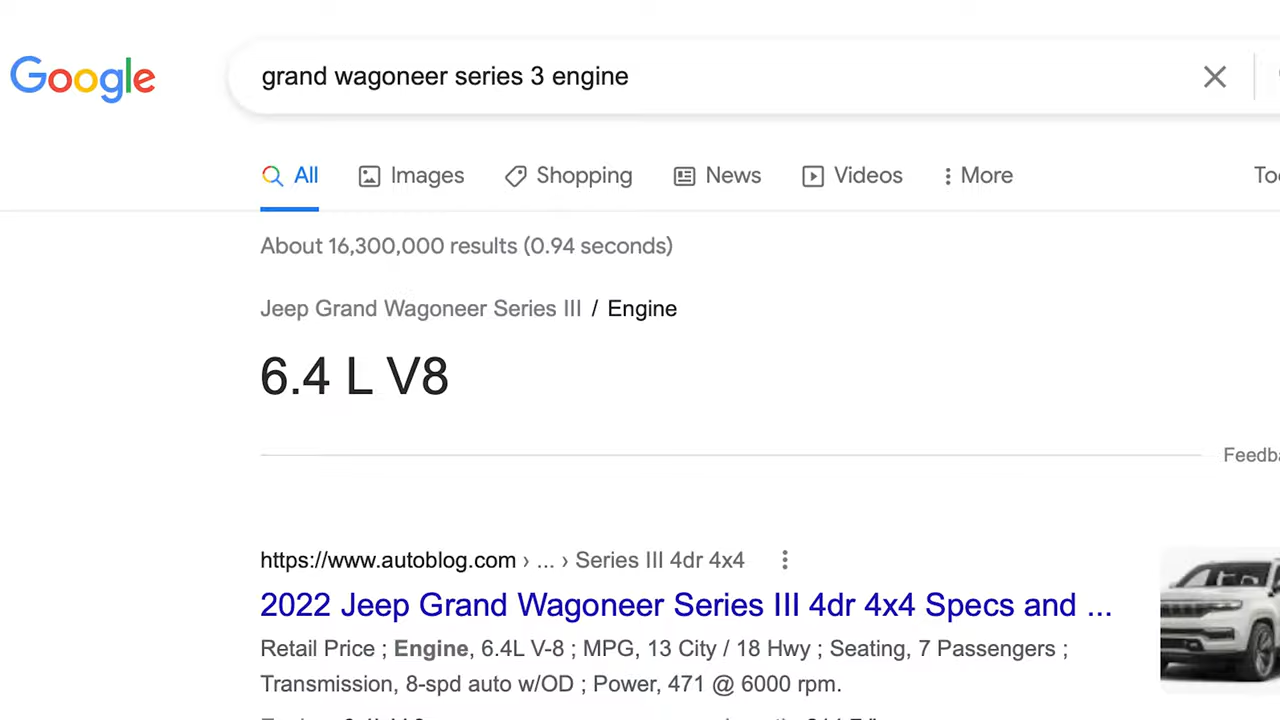 Google
grand wagoneer series 3 engine
All Images Shopping News Videos More
About 16,300,000 results (0.94 seconds)
Jeep Grand Wagoneer Series III / Engine
6.4 L V8
https://www.autoblog.com › ... › Series III 4dr 4x4
2022 Jeep Grand Wagoneer Series III 4dr 4x4 Specs and ...
Retail Price ; Engine, 6.4L V-8 ; MPG, 13 City / 18 Hwy ; Seating, 7 Passengers ;
Transmission, 8-spd auto w/OD ; Power, 471 @ 6000 rpm.